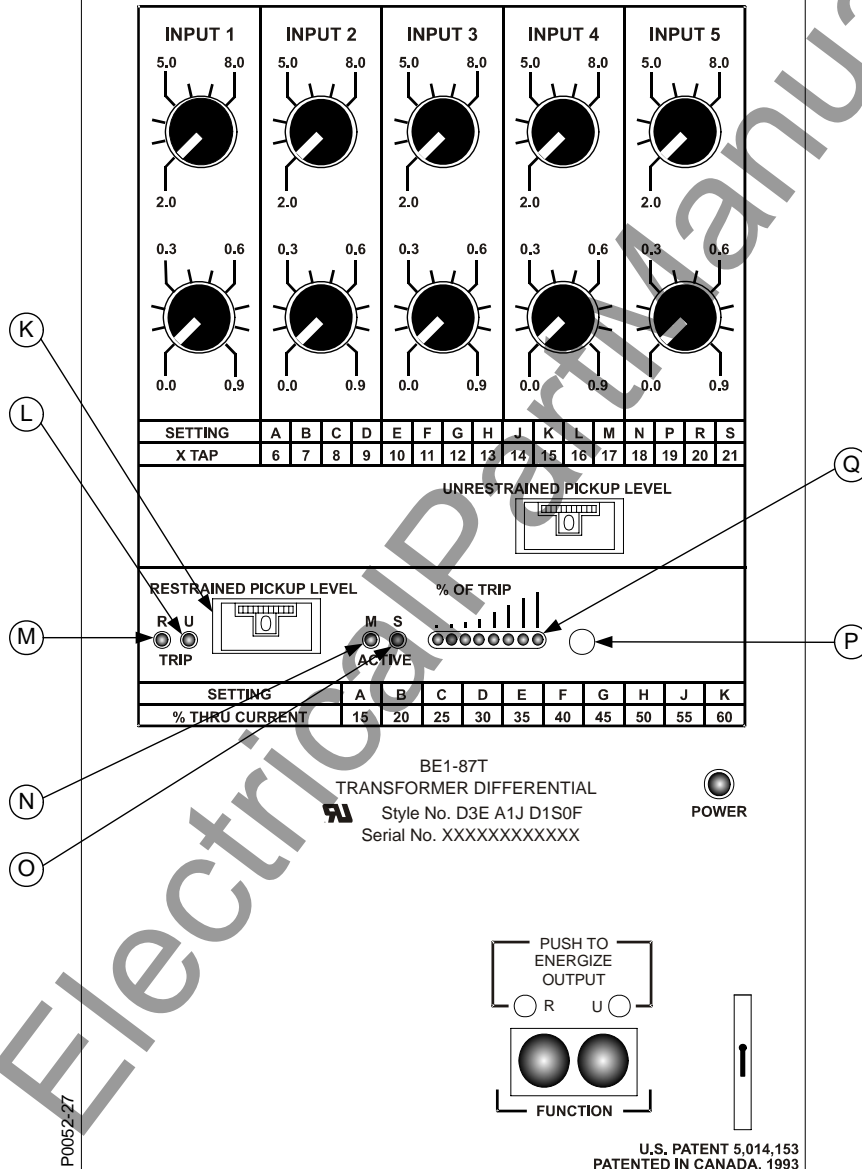 INPUT 1 INPUT 2 INPUT 3 INPUT 4 INPUT 5
5.0 8.0 5.0 8.0 5.0 8.0 5.0 8.0 5.0 8.0
2.0 2.0 2.0 2.0 2.0
0.3 0.6 0.3 0.6 0.3 0.6 0.3 0.6 0.3 0.6
0.0 0.9 0.0 0.9 0.0 0.9 0.0 0.9 0.0 0.9
K
L
SETTING A B C D E F G H J K L M N P R S
X TAP 6 7 8 9 10 11 12 13 14 15 16 17 18 19 20 21
Q
UNRESTRAINED PICKUP LEVEL
0
RESTRAINED PICKUP LEVEL % OF TRIP
M R U 0 M S P
TRIP ACTIVE
SETTING A B C D E F G H J K
% THRU CURRENT 15 20 25 30 35 40 45 50 55 60
N
O
BE1-87T
TRANSFORMER DIFFERENTIAL
Style No. D3E A1J D1S0F
Serial No. XXXXXXXXXXXX
POWER
PUSH TO
ENERGIZE
OUTPUT
R U
FUNCTION
P0052-27
U.S. PATENT 5,014,153
PATENTED IN CANADA, 1993
ElectricalPartManu